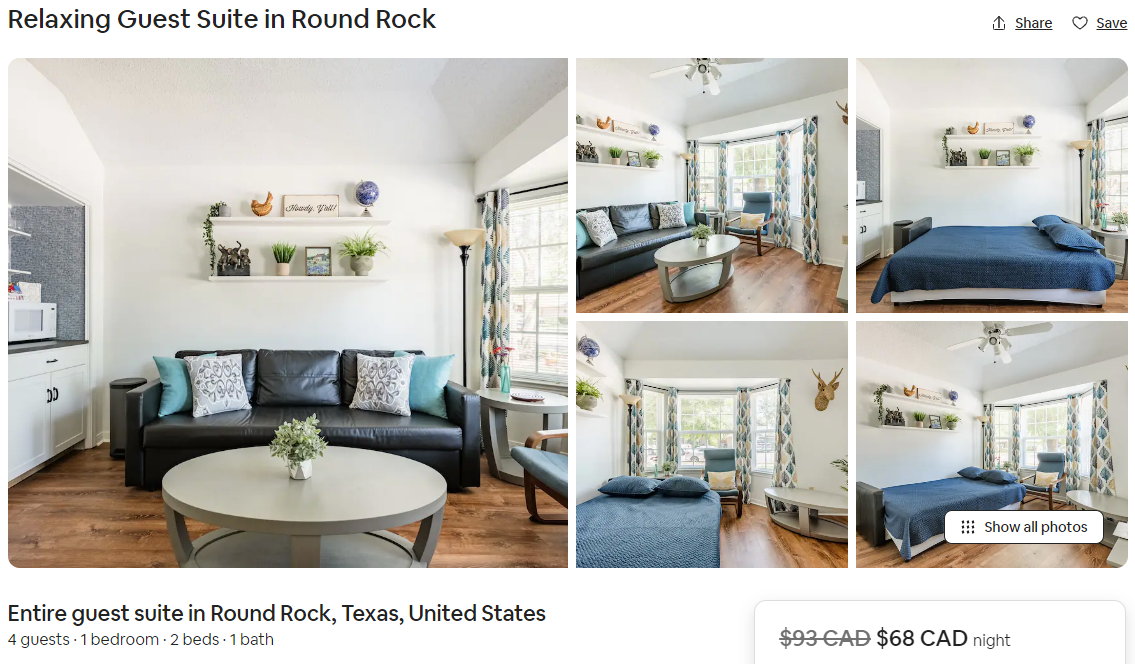 Relaxing Guest Suite in Round Rock
Share
Save
Howdy, Y'all!
Show all photos
Entire guest suite in Round Rock, Texas, United States
4 guests · 1 bedroom · 2 beds · 1 bath
$93 CAD $68 CAD night